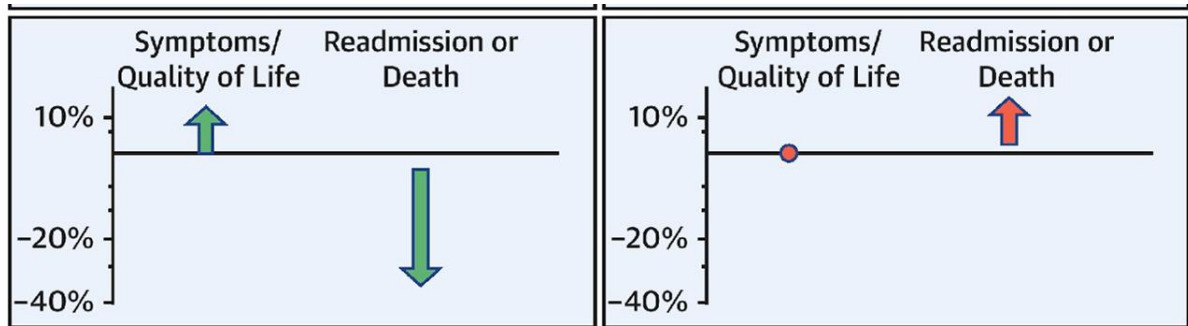 Symptoms/
Quality of Life
Readmission or
Death
10%
−20%
−40%
Symptoms/
Quality of Life
Readmission or
Death
10%
−20%
−40%